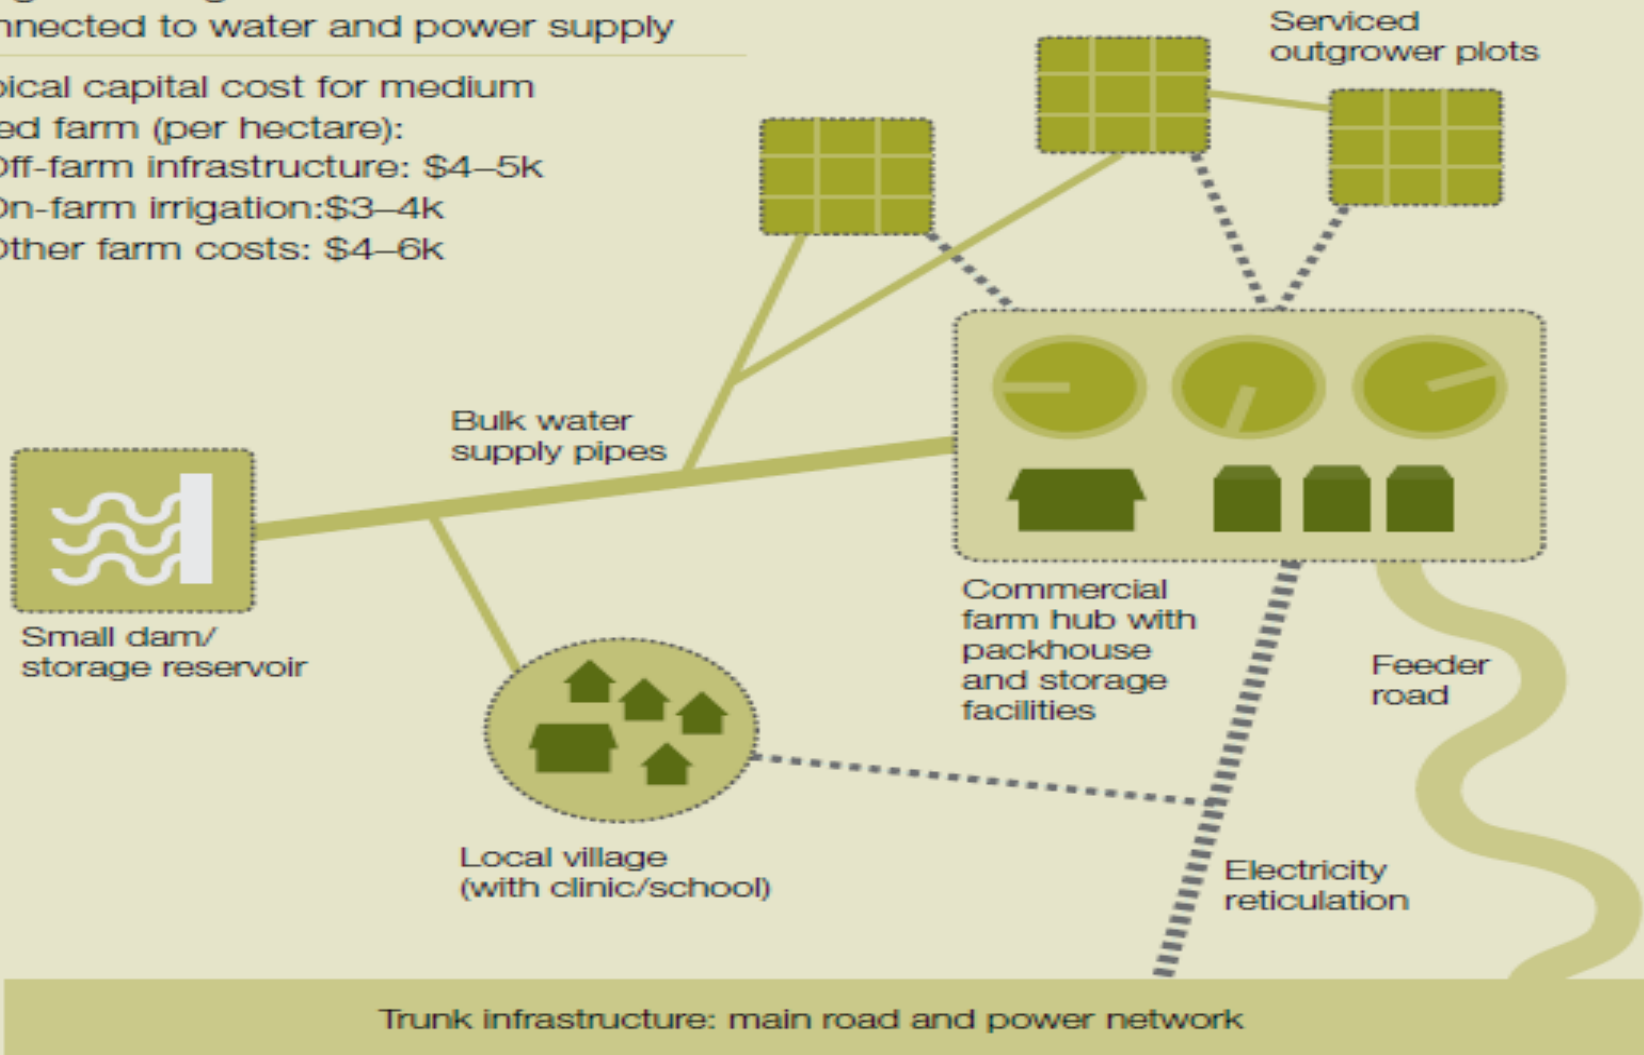 nnected to water and power supply
pical capital cost for medium
ed farm (per hectare):
Off-farm infrastructure: $4–5k
On-farm irrigation:$3–4k
Other farm costs: $4–6k
Serviced
outgrower plots
Bulk water
supply pipes
Small dam/
storage reservoir
Commercial
farm hub with
packhouse
and storage
facilities
Feeder
road
Local village
(with clinic/school)
Electricity
reticulation
Trunk infrastructure: main road and power network